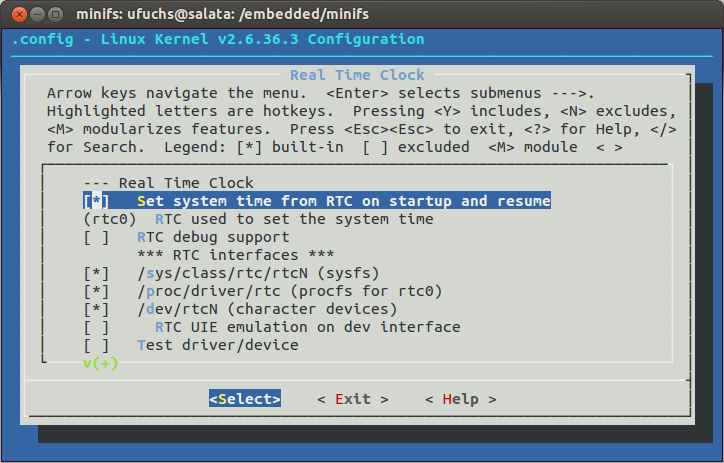 minifs: ufuchs@salata: /embedded/minifs
.config - Linux Kernel v2.6.36.3 Configuration
Real Time Clock
Arrow keys navigate the menu.  <Enter> selects submenus --->.
Highlighted letters are hotkeys.  Pressing <Y> includes, <N> excludes,
<M> modularizes features.  Press <Esc><Esc> to exit, <?> for Help, </>
for Search.  Legend: [*] built-in  [ ] excluded  <M> module  < >
--- Real Time Clock
[*]   Set system time from RTC on startup and resume
(rtc0)  RTC used to set the system time
[ ]   RTC debug support
*** RTC interfaces ***
[*]   /sys/class/rtc/rtcN (sysfs)
[*]   /proc/driver/rtc (procfs for rtc0)
[*]   /dev/rtcN (character devices)
[ ]     RTC UIE emulation on dev interface
[ ]   Test driver/device
v(+)
<Select>    < Exit >    < Help >